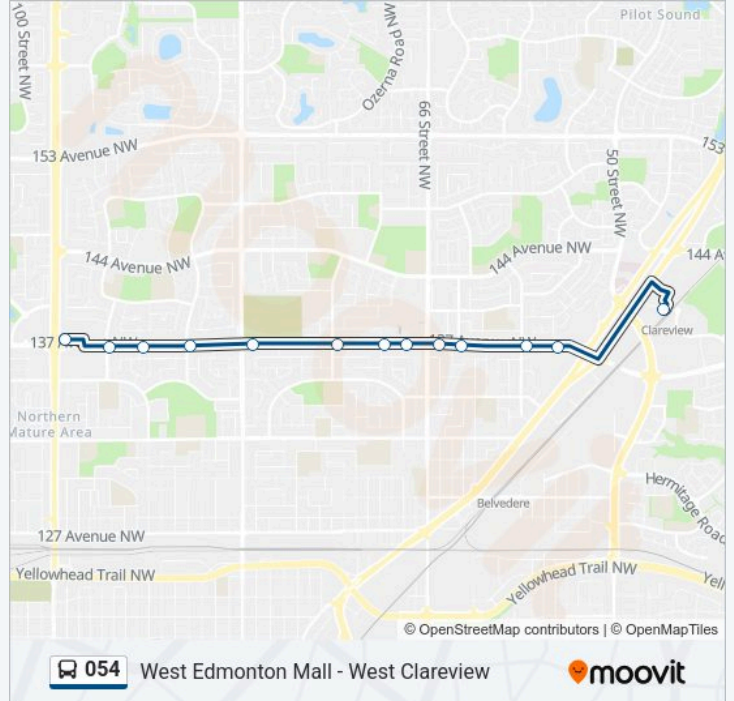 100 Street NW
Pilot Sound
Ozerna Road NW
66 Street NW
153 Avenue NW
153
50 Street NW
144 Avenue NW
144 Avenue NW
144 A
137
NW
Clareview
Northern
Mature Area
Belvedere
Hermitage Road
127 Avenue NW
Yellowhead Trail NW
Yellowhead Trail NW
Yell
© OpenStreetMap contributors | © OpenMapTiles
054 West Edmonton Mall - West Clareview moovit